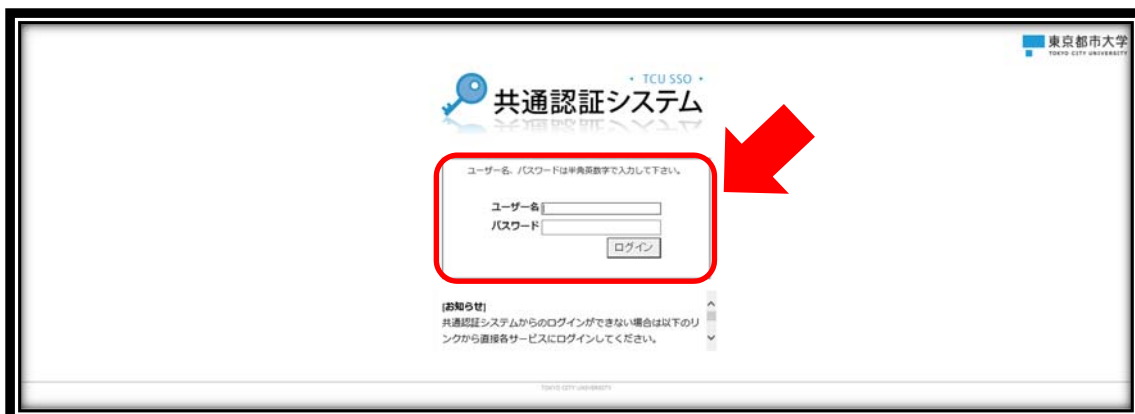 東京都市大学
TOKYO CITY UNIVERSITY
・ TCU SSO ・
共通認証システム
ユーザー名、パスワードは半角英数字で入力して下さい。
ユーザー名
パスワード
ログイン
[お知らせ]
共通認証システムからのログインができない場合は以下のリ
ンクから直接各サービスにログインしてください。
TOKYO CITY UNIVERSITY